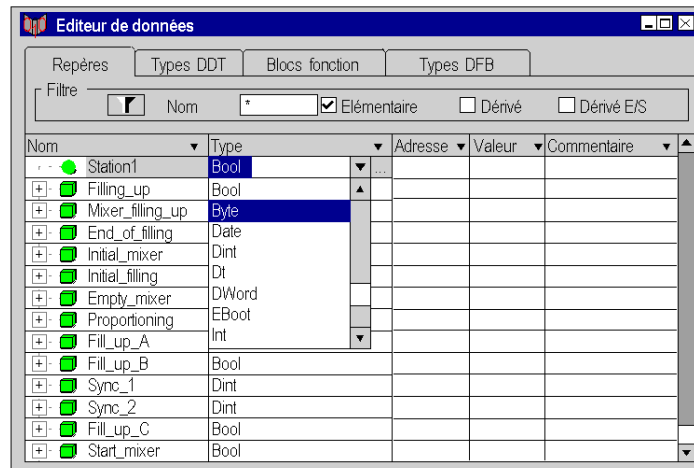 Editeur de données
Repères Types DDT Blocs fonction Types DFB
Filtre
Nom * Elémentaire Dérivé Dérivé E/S
Nom Type Adresse Valeur Commentaire
Station1 Bool ...
Filling_up Bool
Mixer_filling_up Byte
End_of_filling Date
Initial_mixer Dint
Initial_filling Dt
Empty_mixer DWord
Proportioning EBoot
Fill_up_A Int
Fill_up_B Bool
Sync_1 Dint
Sync_2 Dint
Fill_up_C Bool
Start_mixer Bool